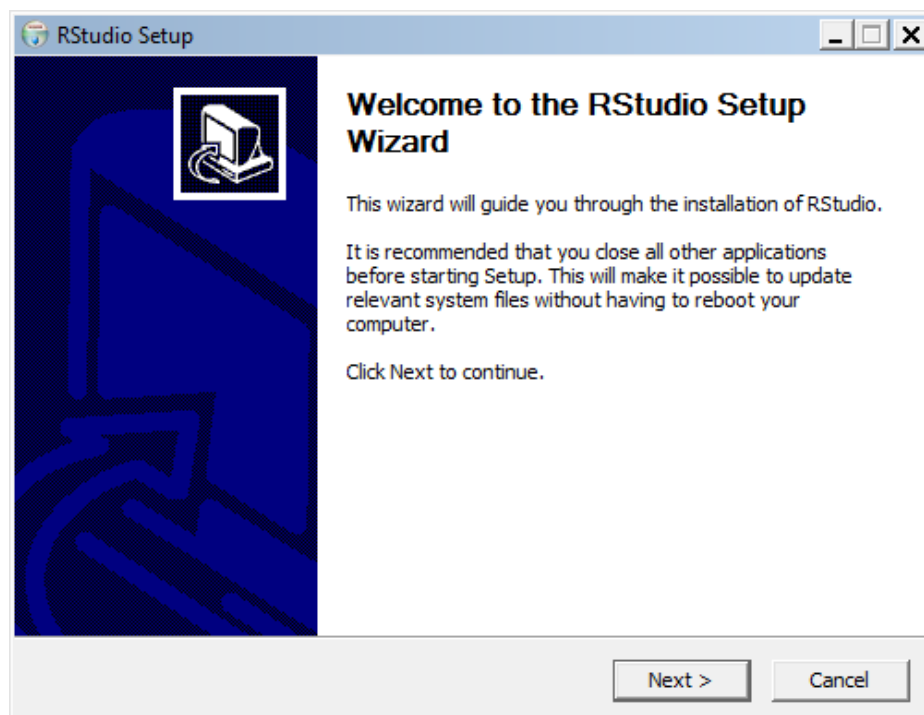 RStudio Setup
Welcome to the RStudio Setup
Wizard
This wizard will guide you through the installation of RStudio.
It is recommended that you close all other applications
before starting Setup. This will make it possible to update
relevant system files without having to reboot your
computer.
Click Next to continue.
Next >
Cancel